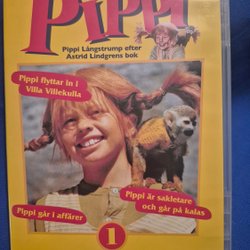 Pippi
Pippi Långstrump efter
Astrid Lindgrens bok
Pippi flyttar in i
Villa Villekulla
Pippi är sakletare
och går på kalas
Pippi går i affärer
1